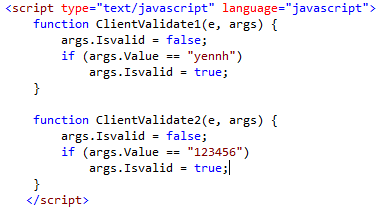 <script type="text/javascript" language="javascript">
function ClientValidate1(e, args) {
args.Isvalid = false;
if (args.Value == "yennh")
args.Isvalid = true;
}
function ClientValidate2(e, args) {
args.Isvalid = false;
if (args.Value == "123456")
args.Isvalid = true;
}
</script>